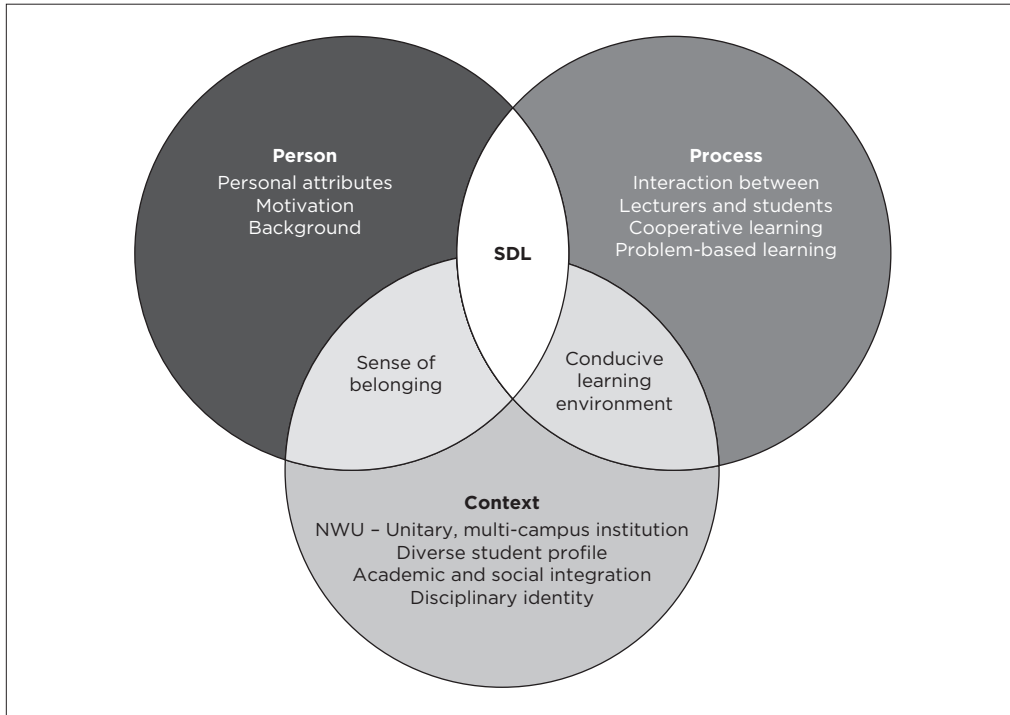 Person
Personal attributes
Motivation
Background
Process
Interaction between
Lecturers and students
Cooperative learning
Problem-based learning
SDL
Sense of
belonging
Conducive
learning
environment
Context
NWU – Unitary, multi-campus institution
Diverse student profile
Academic and social integration
Disciplinary identity